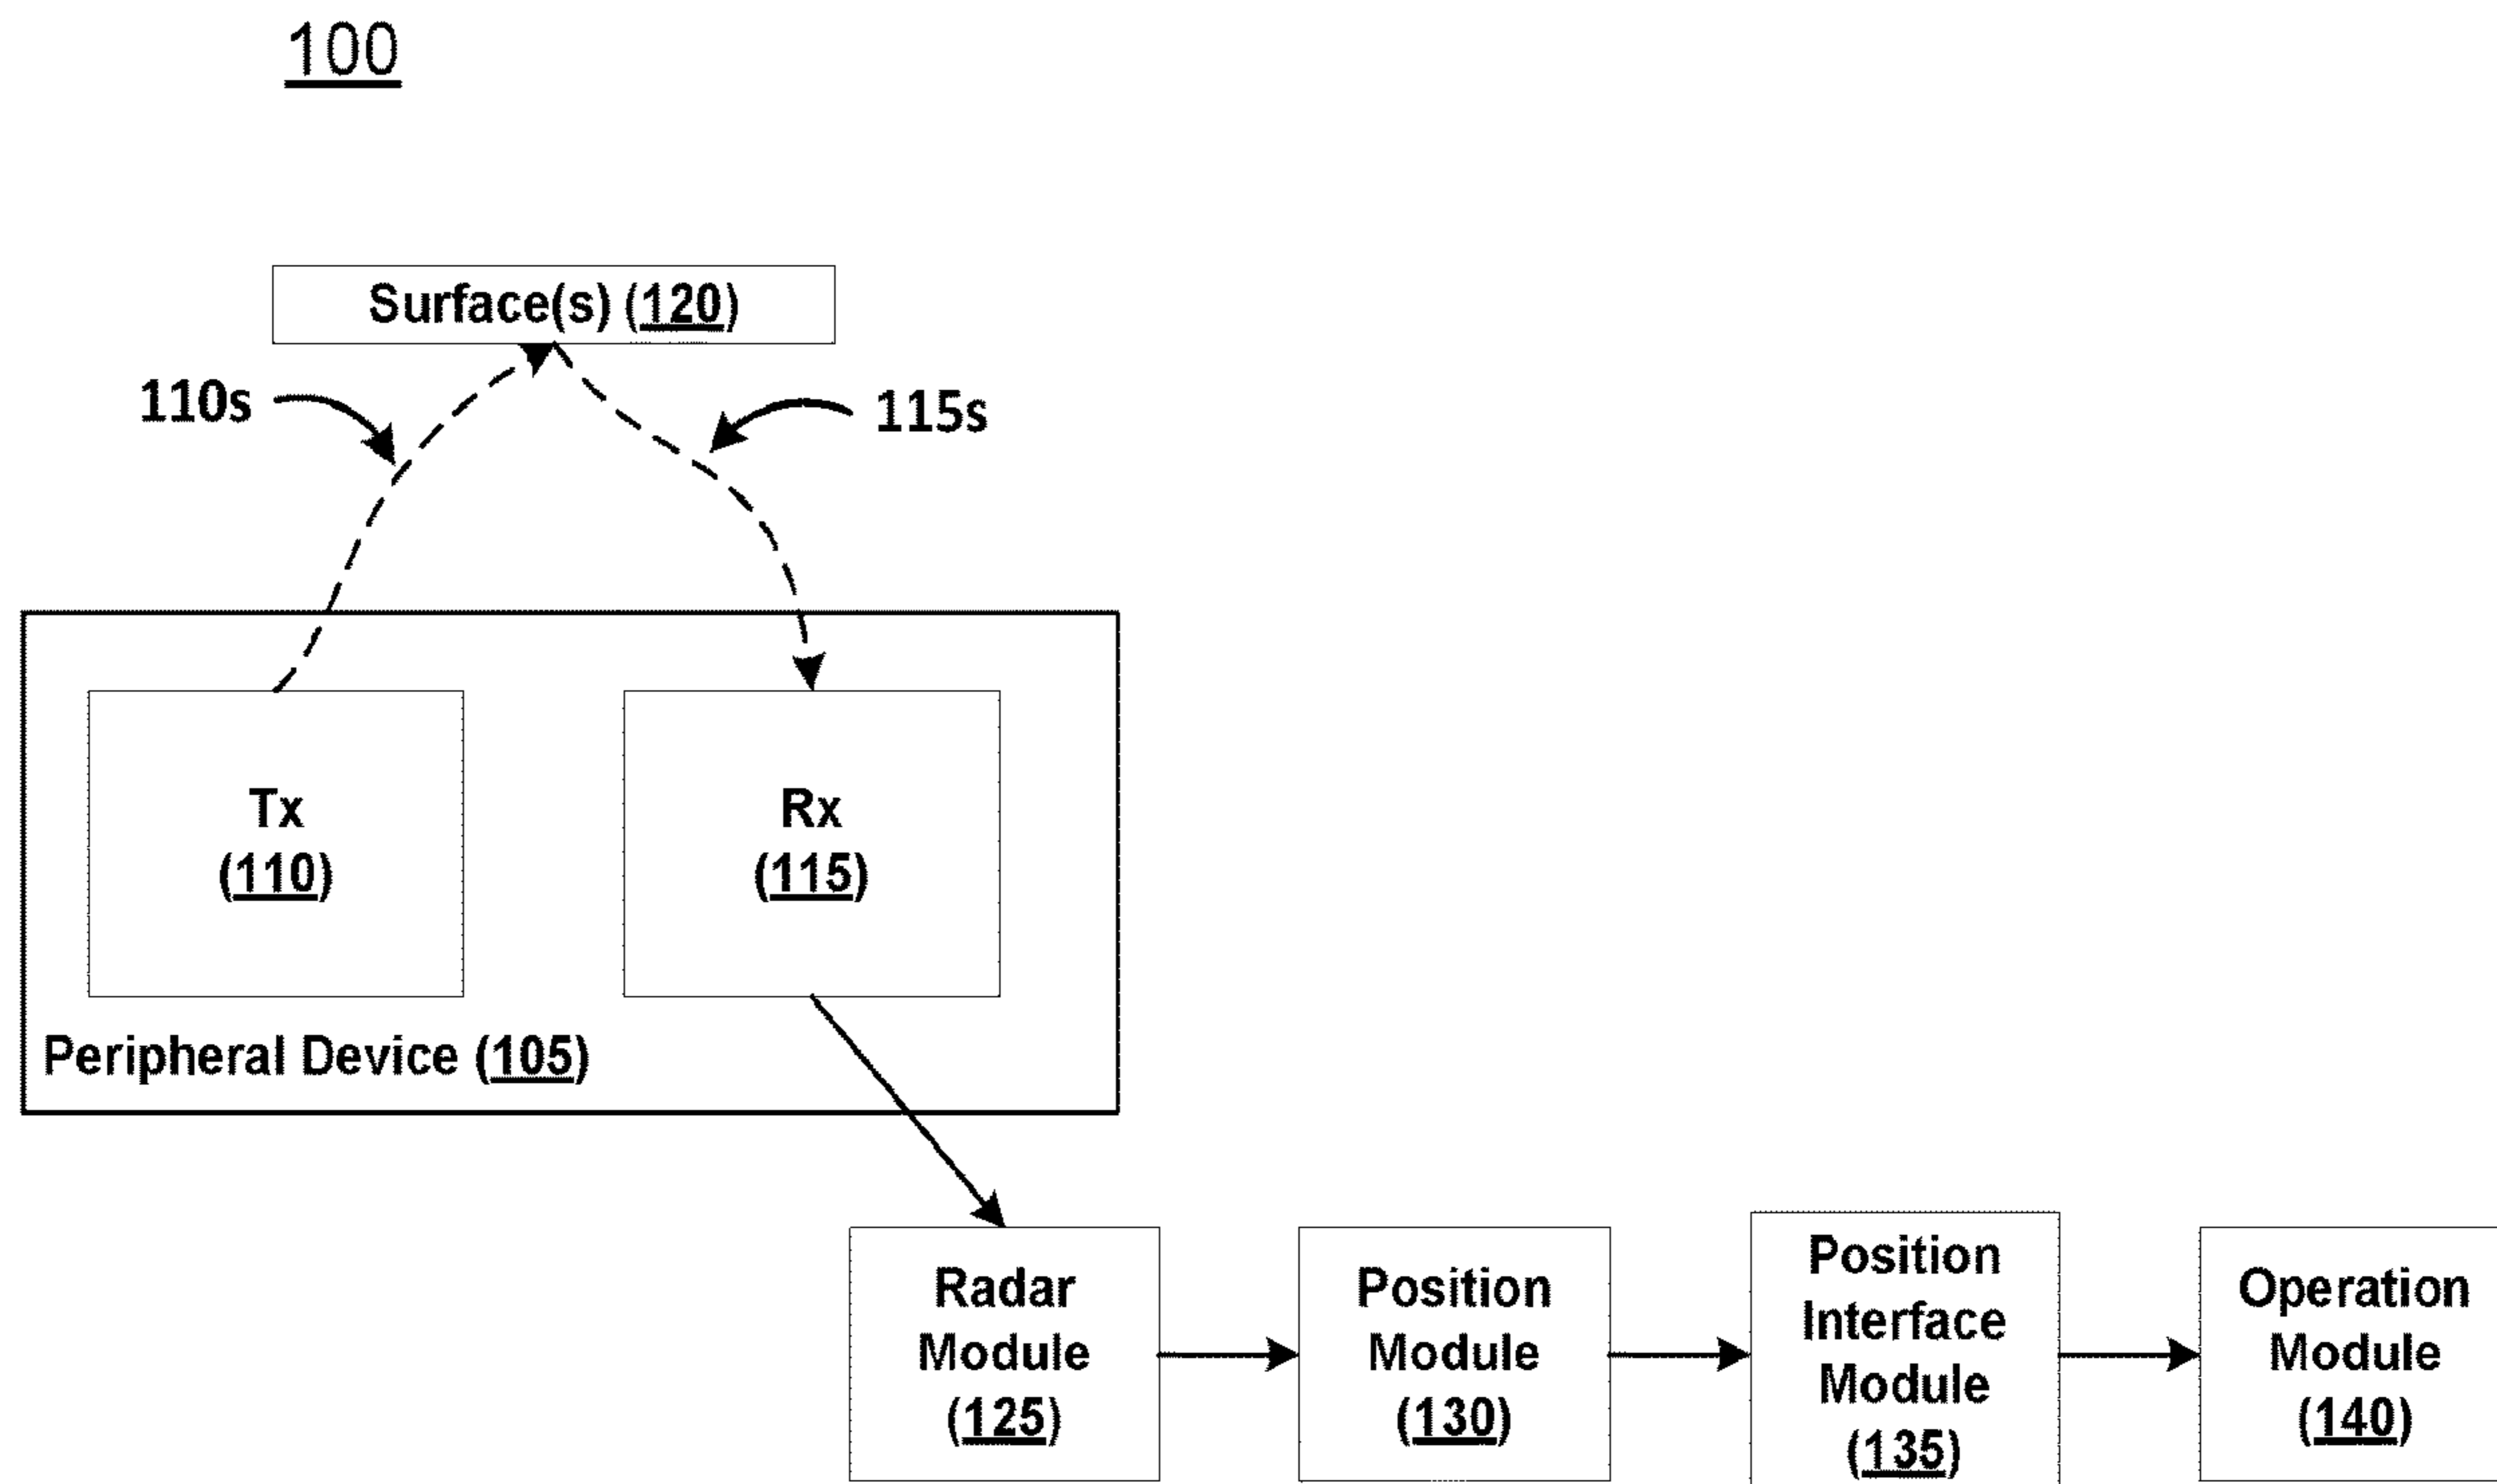 100
Surface(s) (120)
110s
115s
Tx
(110)
Rx
(115)
Peripheral Device (105)
Radar
Module
(125)
Position
Module
(130)
Position
Interface
Module
(135)
Operation
Module
(140)